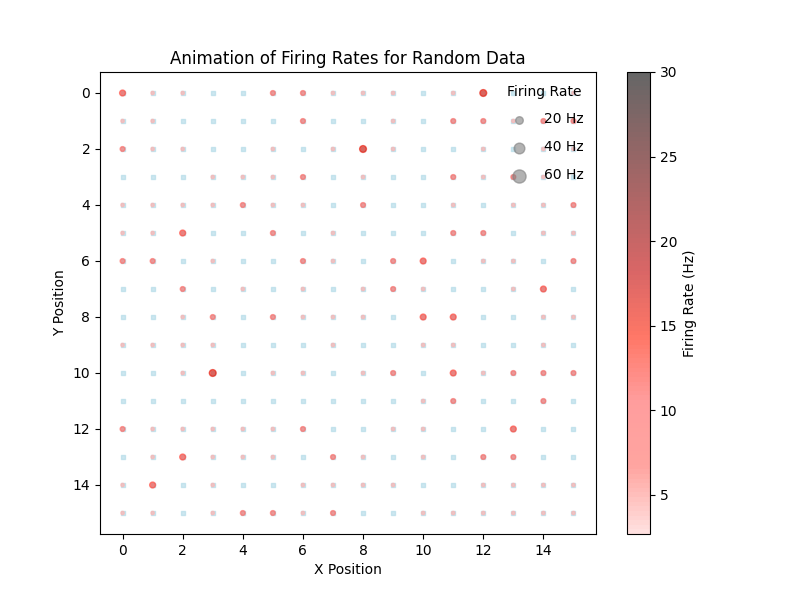 Animation of Firing Rates for Random Data
Firing Rate
20 Hz
40 Hz
60 Hz
0
2
4
6
8
10
12
14
Y Position
0
2
4
6
8
10
12
14
X Position
30
25
20
15
10
5
Firing Rate (Hz)